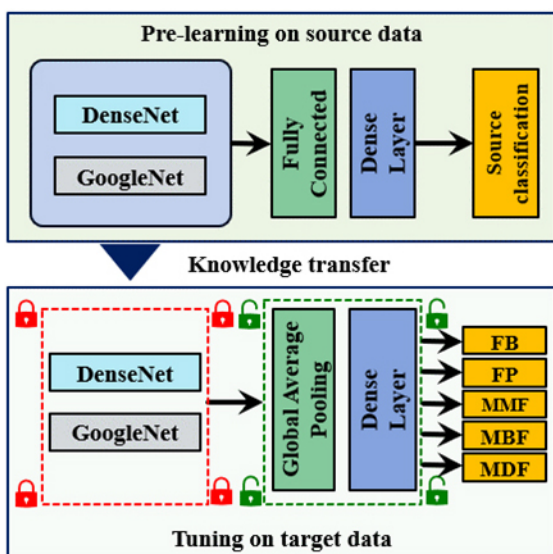 Pre-learning on source data
DenseNet
GoogleNet
Fully
Connected
Dense
Layer
Source
classification
Knowledge transfer
DenseNet
GoogleNet
Global Average
Pooling
Dense
Layer
FB
FP
MMF
MBF
MDF
Tuning on target data